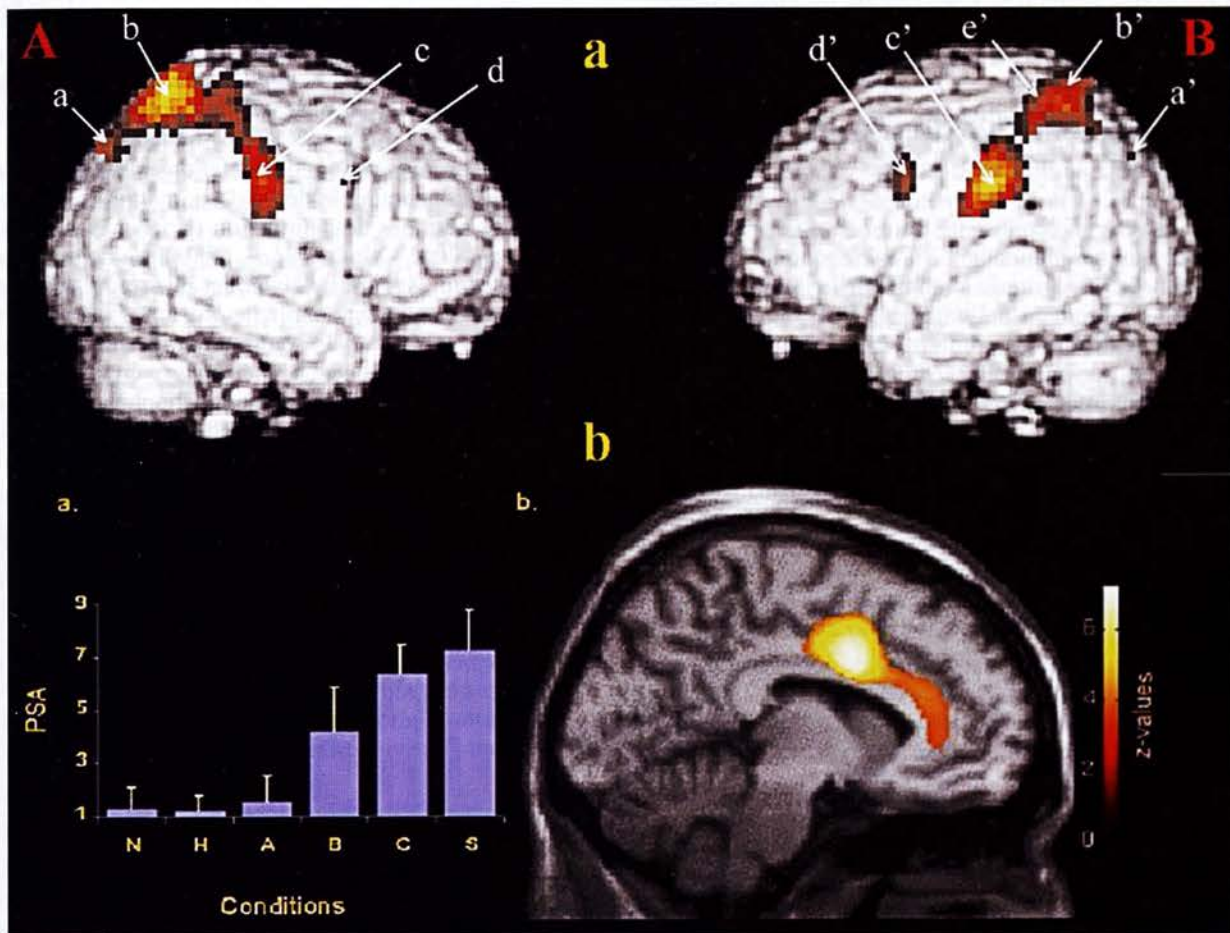 A
b
c
d
a
a
B
d’
c’
e’
b’
a’
b
a.
b.
PSA
9
7
5
3
1
N H A B C S
Conditions
6
4
2
0
z-values